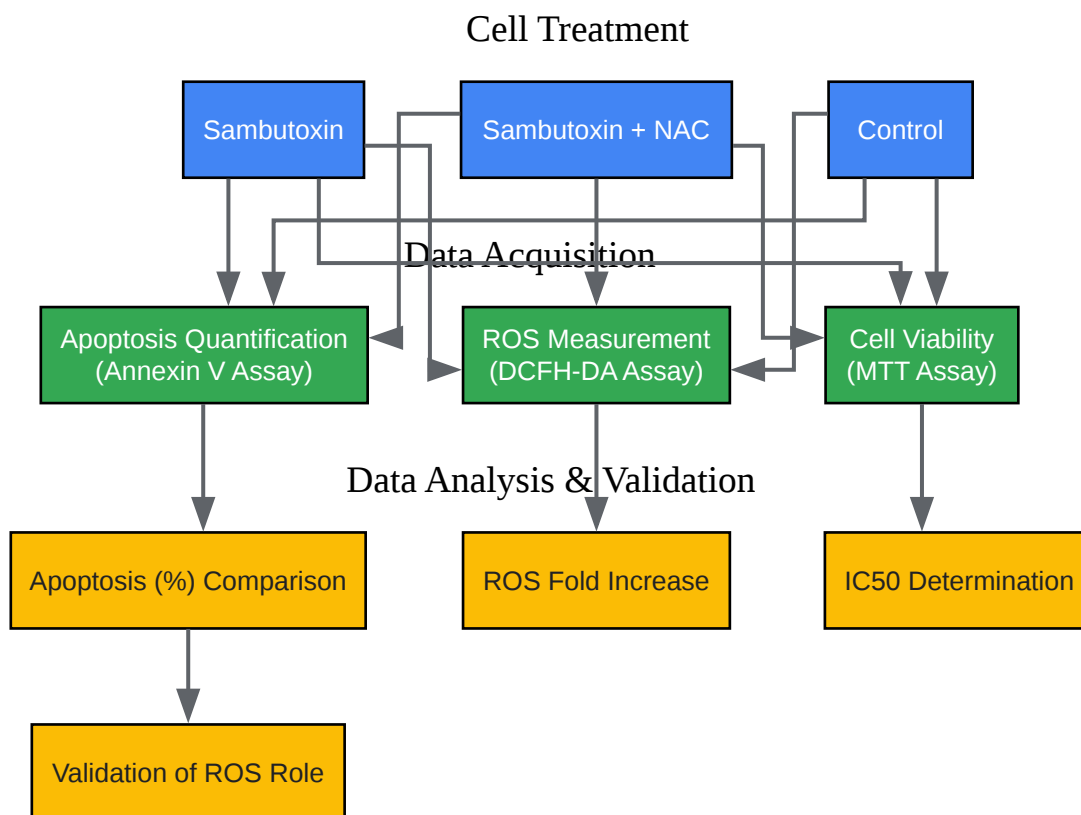 Cell Treatment
Sambutoxin
Sambutoxin + NAC
Control
Data Acquisition
Apoptosis Quantification
(Annexin V Assay)
ROS Measurement
(DCFH-DA Assay)
Cell Viability
(MTT Assay)
Data Analysis & Validation
Apoptosis (%) Comparison
ROS Fold Increase
IC50 Determination
Validation of ROS Role